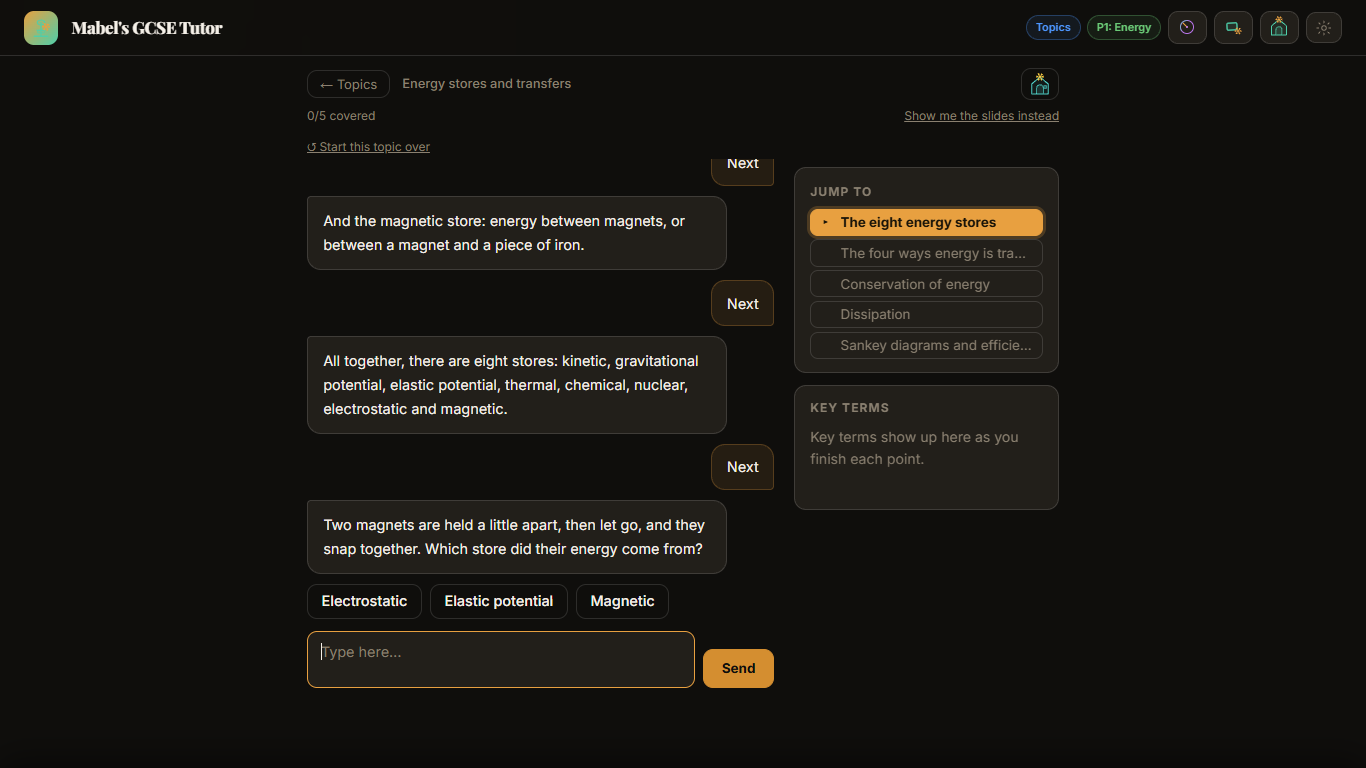 Mabel's GCSE Tutor
Topics
P1: Energy
← Topics
Energy stores and transfers
0/5 covered
Show me the slides instead
↺ Start this topic over
Next
And the magnetic store: energy between magnets, or
between a magnet and a piece of iron.
Next
All together, there are eight stores: kinetic, gravitational
potential, elastic potential, thermal, chemical, nuclear,
electrostatic and magnetic.
Next
Two magnets are held a little apart, then let go, and they
snap together. Which store did their energy come from?
Electrostatic
Elastic potential
Magnetic
Type here...
Send
JUMP TO
The eight energy stores
The four ways energy is tra...
Conservation of energy
Dissipation
Sankey diagrams and efficie...
KEY TERMS
Key terms show up here as you
finish each point.